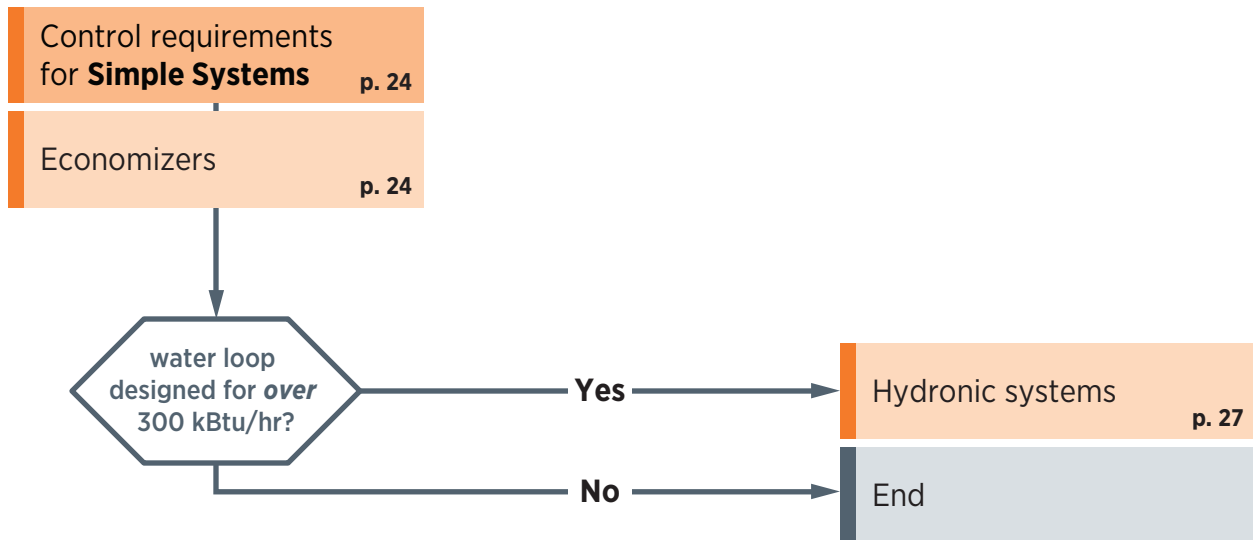 Control requirements
for Simple Systems
p. 24
Economizers
p. 24
water loop
designed for over
300 kBtu/hr?
Yes
Hydronic systems
p. 27
No
End